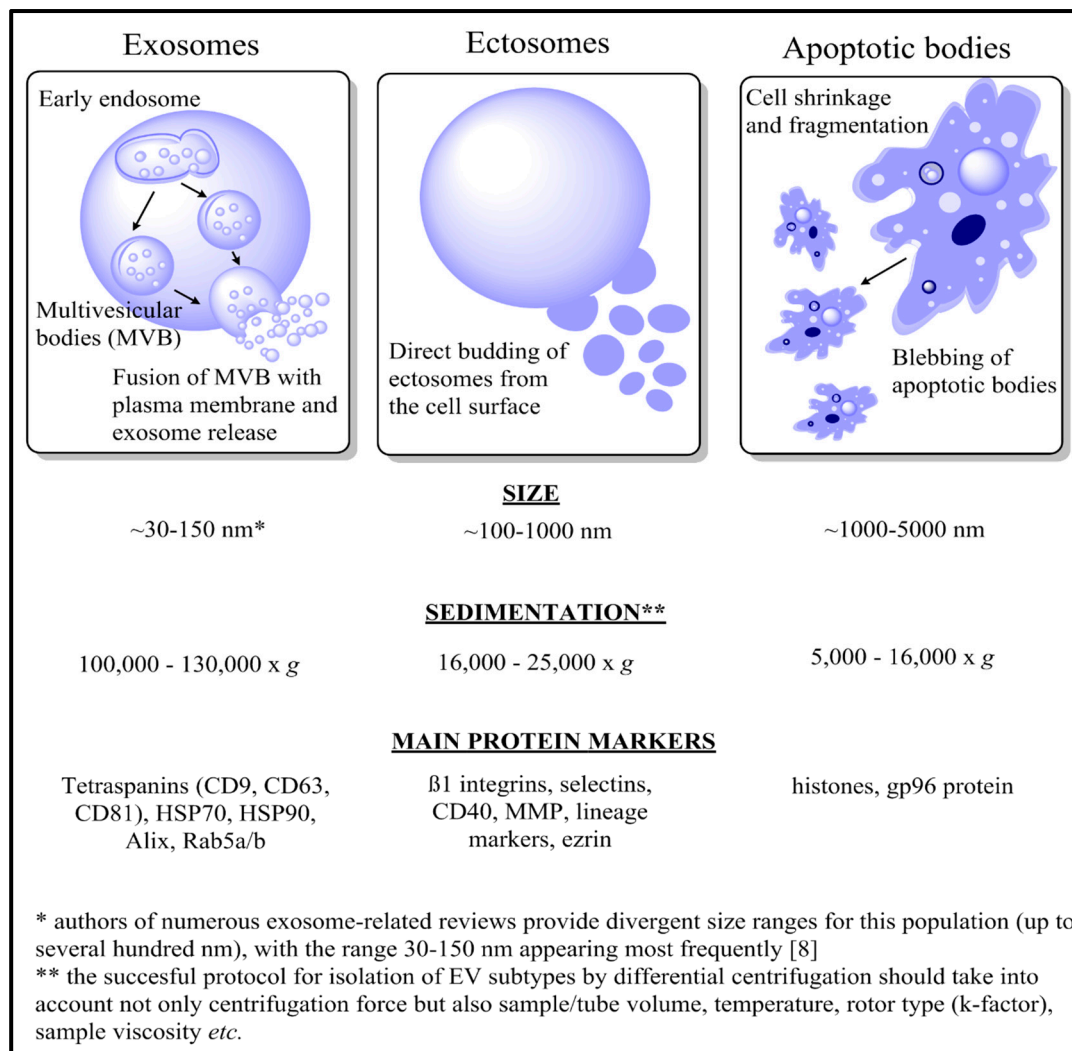 Exosomes
Ectosomes
Apoptotic bodies
Early endosome
Multivesicular
bodies (MVB)
Fusion of MVB with
plasma membrane and
exosome release
Direct budding of
ectosomes from
the cell surface
Cell shrinkage
and fragmentation
Blebbing of
apoptotic bodies
SIZE
~30-150 nm*
~100-1000 nm
~1000-5000 nm
SEDIMENTATION**
100,000 - 130,000 x g
16,000 - 25,000 x g
5,000 - 16,000 x g
MAIN PROTEIN MARKERS
Tetraspanins (CD9, CD63,
CD81), HSP70, HSP90,
Alix, Rab5a/b
ß1 integrins, selectins,
CD40, MMP, lineage
markers, ezrin
histones, gp96 protein
* authors of numerous exosome-related reviews provide divergent size ranges for this population (up to
several hundred nm), with the range 30-150 nm appearing most frequently [8]
** the succesful protocol for isolation of EV subtypes by differential centrifugation should take into
account not only centrifugation force but also sample/tube volume, temperature, rotor type (k-factor),
sample viscosity etc.